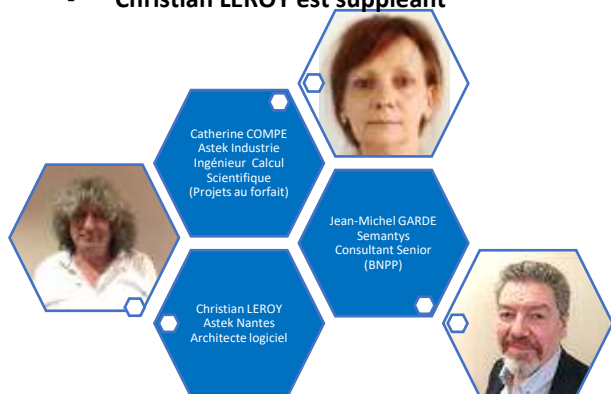 - Christian LEROY est suppléant
Catherine COMPE
Astek Industrie
Ingénieur Calcul
Scientifique
(Projets au forfait)
Jean-Michel GARDE
Semantys
Consultant Senior
(BNPP)
Christian LEROY
Astek Nantes
Architecte logiciel